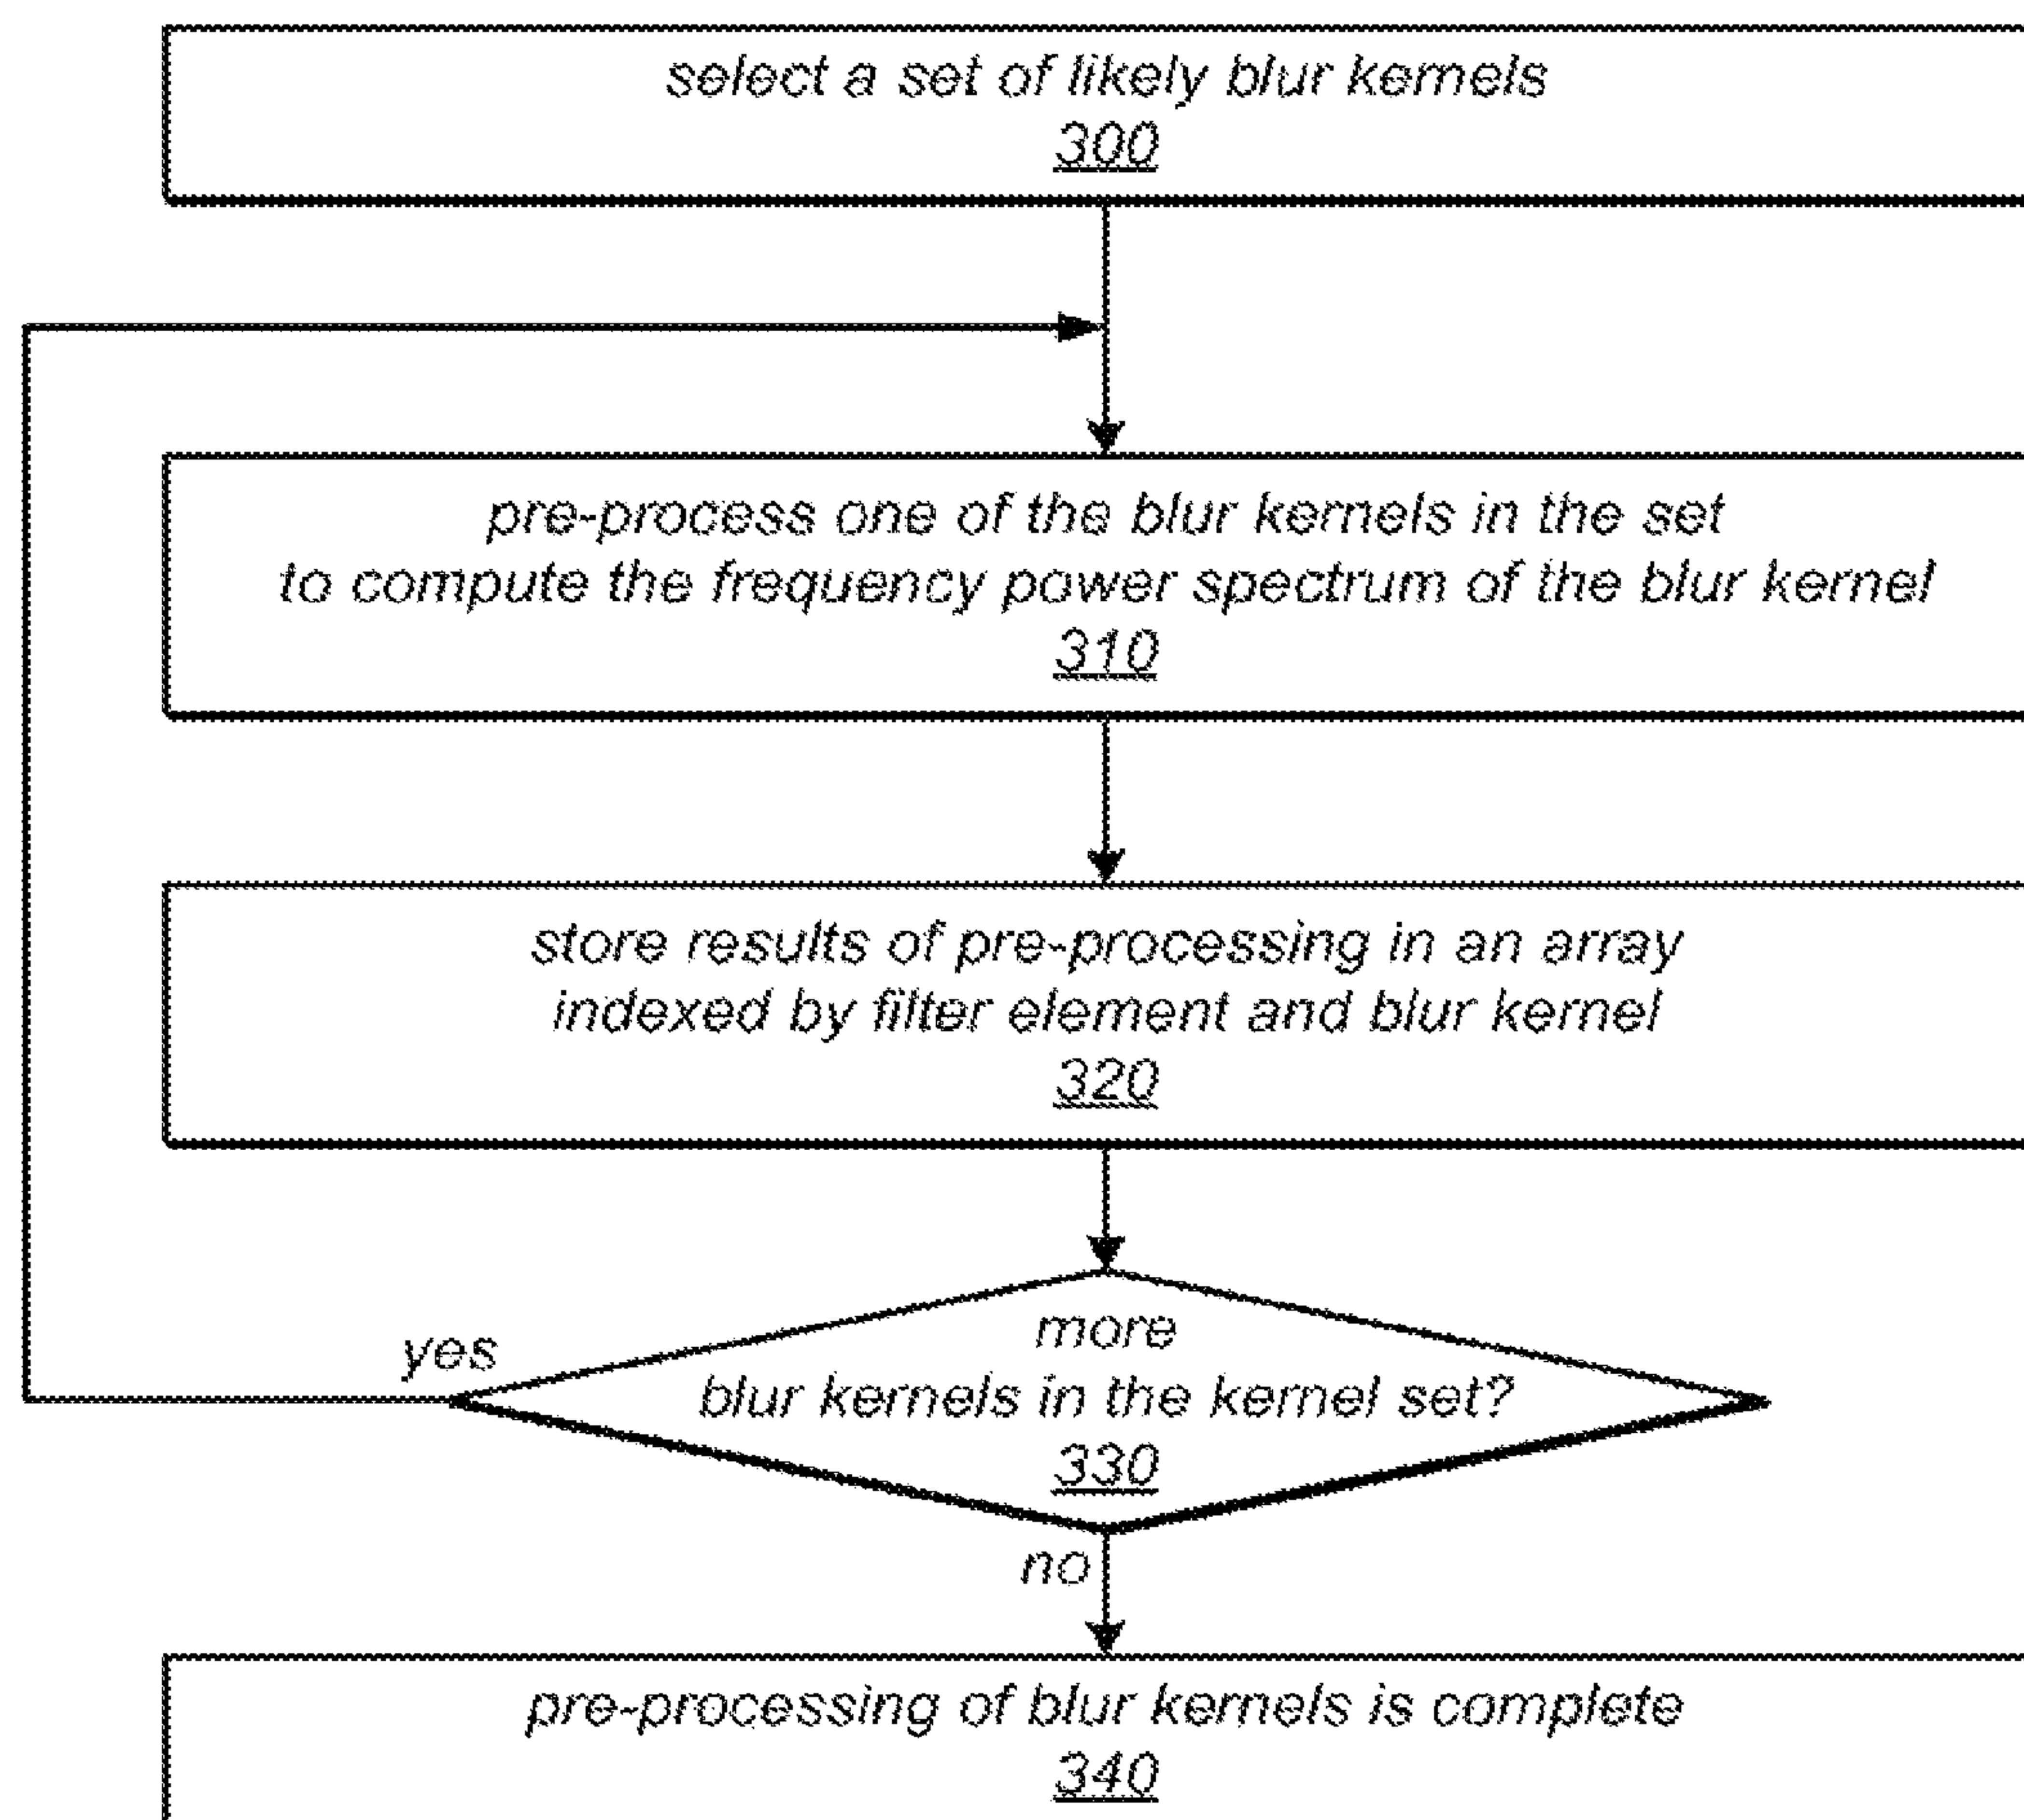 select a set of likely blur kernels
300
pre-process one of the blur kernels in the set
to compute the frequency power spectrum of the blur kernel
310
store results of pre-processing in an array
indexed by filter element and blur kernel
320
more
yes
blur kernels in the kernel set?
330
no
pre-processing of blur kernels is complete
340